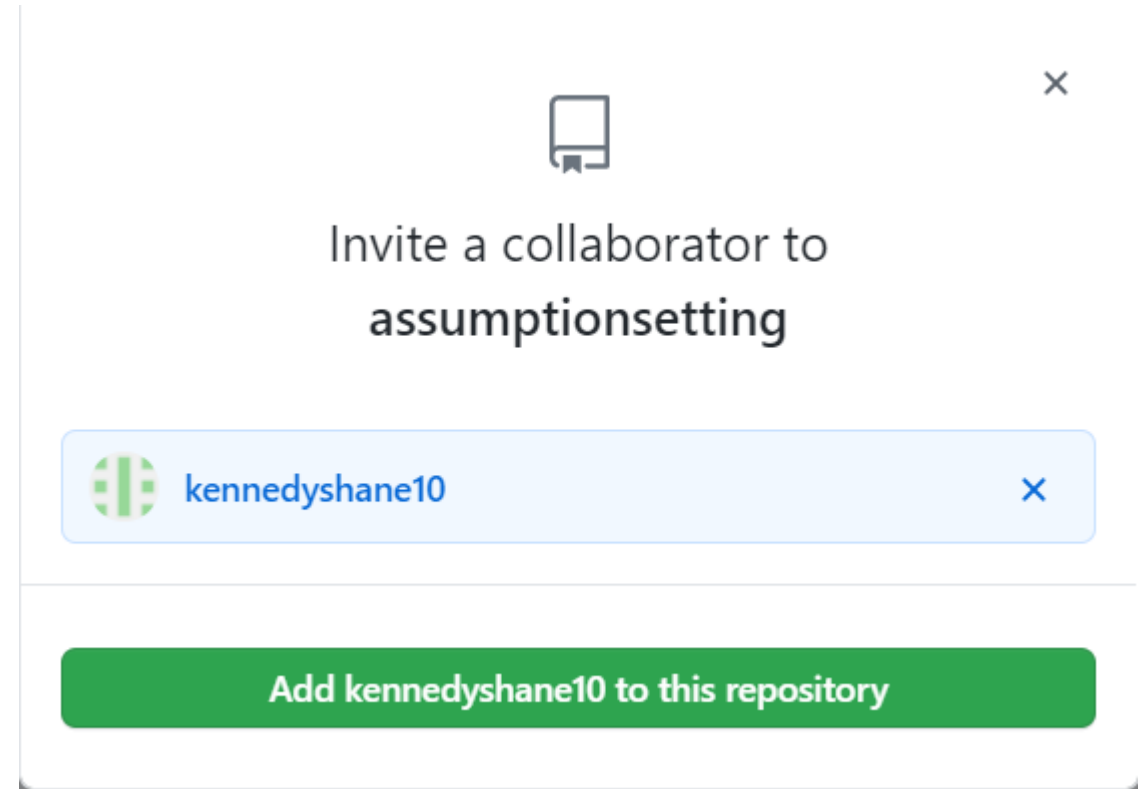 Invite a collaborator to
assumptionsetting
kennedyshane10
Add kennedyshane10 to this repository